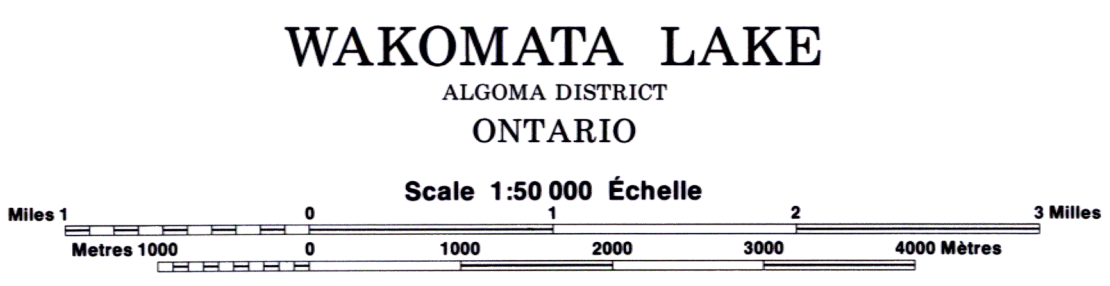 WAKOMATA LAKE
ALGOMA DISTRICT
ONTARIO
Scale 1:50 000 Échelle
Miles 1 0 1 2 3 Milles
Metres 1000 0 1000 2000 3000 4000 Mètres